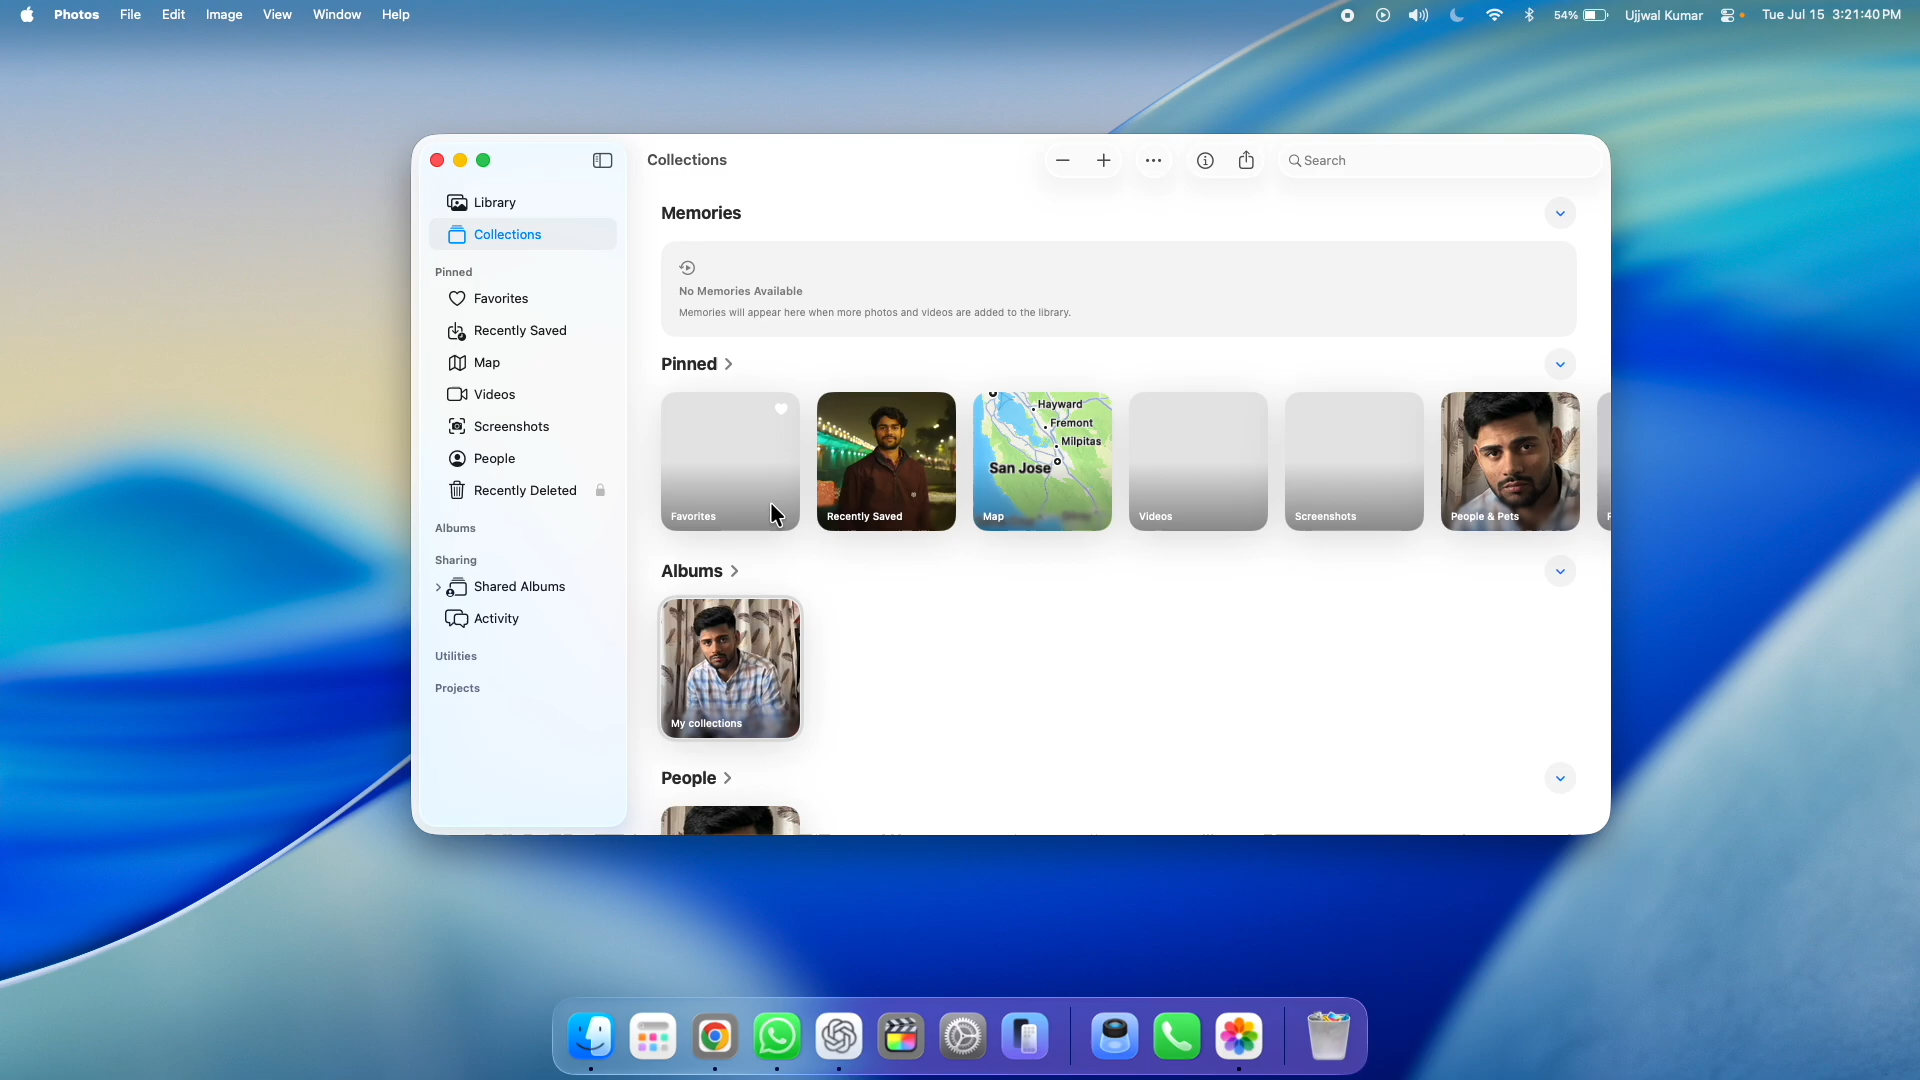 Photos File Edit Image View Window Help
54% Ujjwal Kumar Tue Jul 15 3:21:40 PM
Library
Collections
Pinned
Favorites
Recently Saved
Map
Videos
Screenshots
People
Recently Deleted
Albums
Sharing
Shared Albums
Activity
Utilities
Projects
Collections
Search
Memories
No Memories Available
Memories will appear here when more photos and videos are added to the library.
Pinned
Favorites
Recently Saved
Hayward
Fremont
Milpitas
San Jose
Map
Videos
Screenshots
People & Pets
Albums
My collections
People